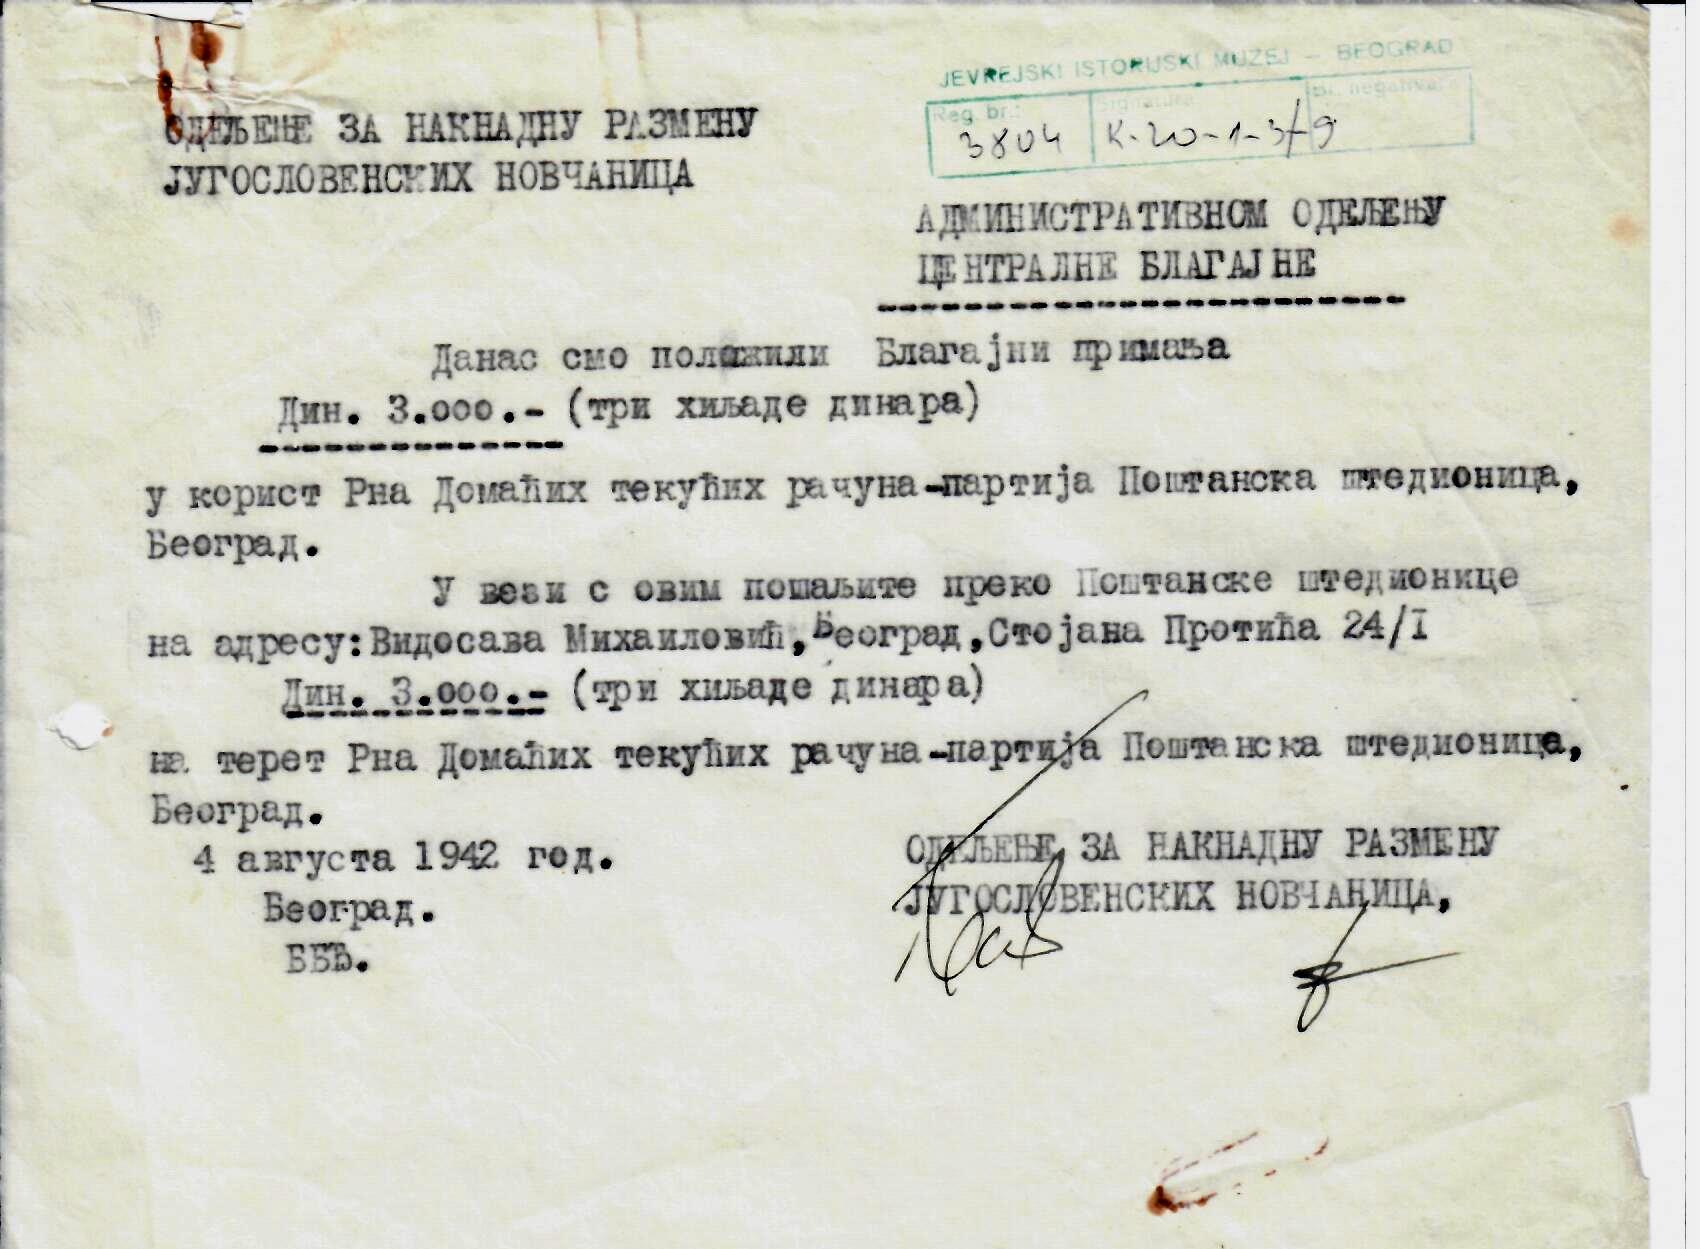 JEVREJSKI ISTORIJSKI MUZEJ – BEOGRAD
Reg. br.: Signatura Br. negativa
3804 K-20-1-3/9
ОДЕЉЕЊЕ ЗА НАКНАДНУ РАЗМЕНУ
ЈУГОСЛОВЕНСКИХ НОВЧАНИЦА
АДМИНИСТРАТИВНОМ ОДЕЉЕЊУ
ЦЕНТРАЛНЕ БЛАГАЈНЕ
Данас смо положили Благајни примања
Дин. 3.000.- (три хиљаде динара)
у корист Рна Домаћих текућих рачуна-партија Поштанска штедионица,
Београд.
У вези с овим пошаљите преко Поштанске штедионице
на адресу:Видосава Михаиловић,Београд,Стојана Протића 24/I
Дин. 3.000.- (три хиљаде динара)
на терет Рна Домаћих текућих рачуна-партија Поштанска штедионица,
Београд.
4 августа 1942 год.
Београд.
ББЂ.
ОДЕЉЕЊЕ ЗА НАКНАДНУ РАЗМЕНУ
ЈУГОСЛОВЕНСКИХ НОВЧАНИЦА,